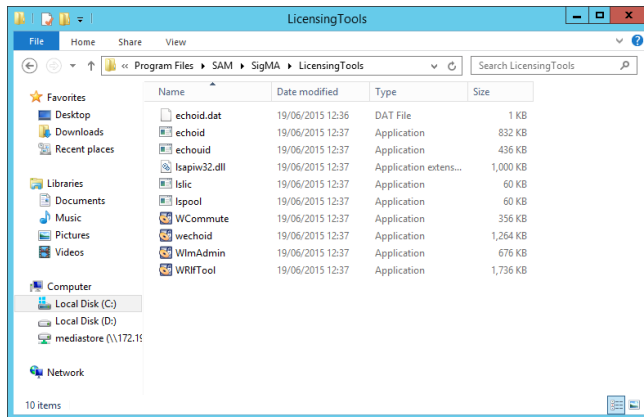 LicensingTools
File Home Share View
« Program Files SAM SigMA LicensingTools
Search LicensingTools
Name Date modified Type Size
echoid.dat 19/06/2015 12:36 DAT File 1 KB
echoid 19/06/2015 12:37 Application 832 KB
echouid 19/06/2015 12:37 Application 436 KB
lsapiw32.dll 19/06/2015 12:37 Application extens... 1,000 KB
lslic 19/06/2015 12:37 Application 60 KB
lspool 19/06/2015 12:37 Application 60 KB
WCommute 19/06/2015 12:37 Application 356 KB
wechoid 19/06/2015 12:37 Application 1,264 KB
WlmAdmin 19/06/2015 12:37 Application 676 KB
WRlfTool 19/06/2015 12:37 Application 1,736 KB
Favorites
Desktop
Downloads
Recent places
Libraries
Documents
Music
Pictures
Videos
Computer
Local Disk (C:)
Local Disk (D:)
mediastore (\\172.19
Network
10 items